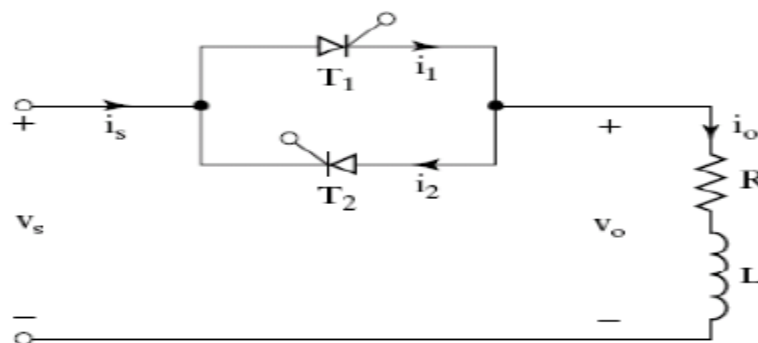 T1
i1
+
is
+
io
T2
i2
R
vs
vo
L
−
−